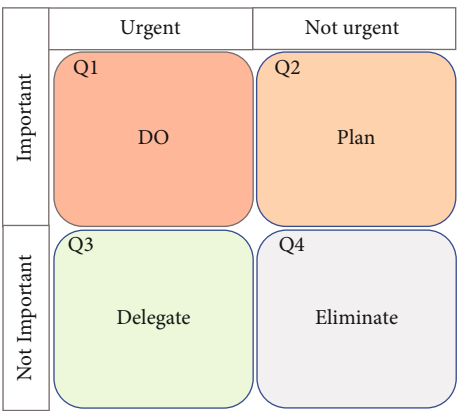 Urgent
Not urgent
Important
Q1
DO
Q2
Plan
Not Important
Q3
Delegate
Q4
Eliminate